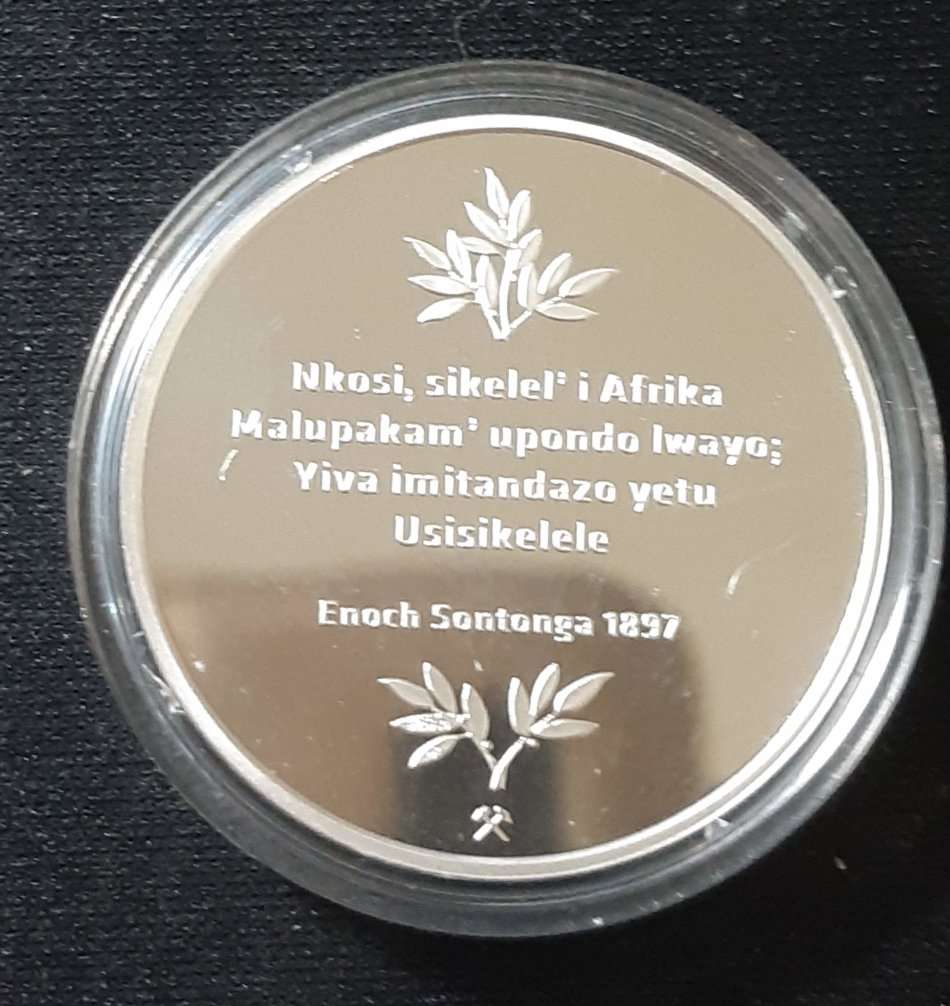 Nkosi, sikelel' i Afrika
Malupakam' upondo lwayo;
Yiva imitandazo yetu
Usisikelele
Enoch Sontonga 1897